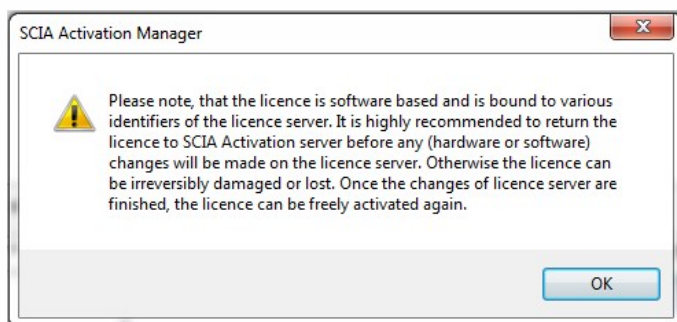 SCIA Activation Manager
Please note, that the licence is software based and is bound to various
identifiers of the licence server. It is highly recommended to return the
licence to SCIA Activation server before any (hardware or software)
changes will be made on the licence server. Otherwise the licence can
be irreversibly damaged or lost. Once the changes of licence server are
finished, the licence can be freely activated again.
OK